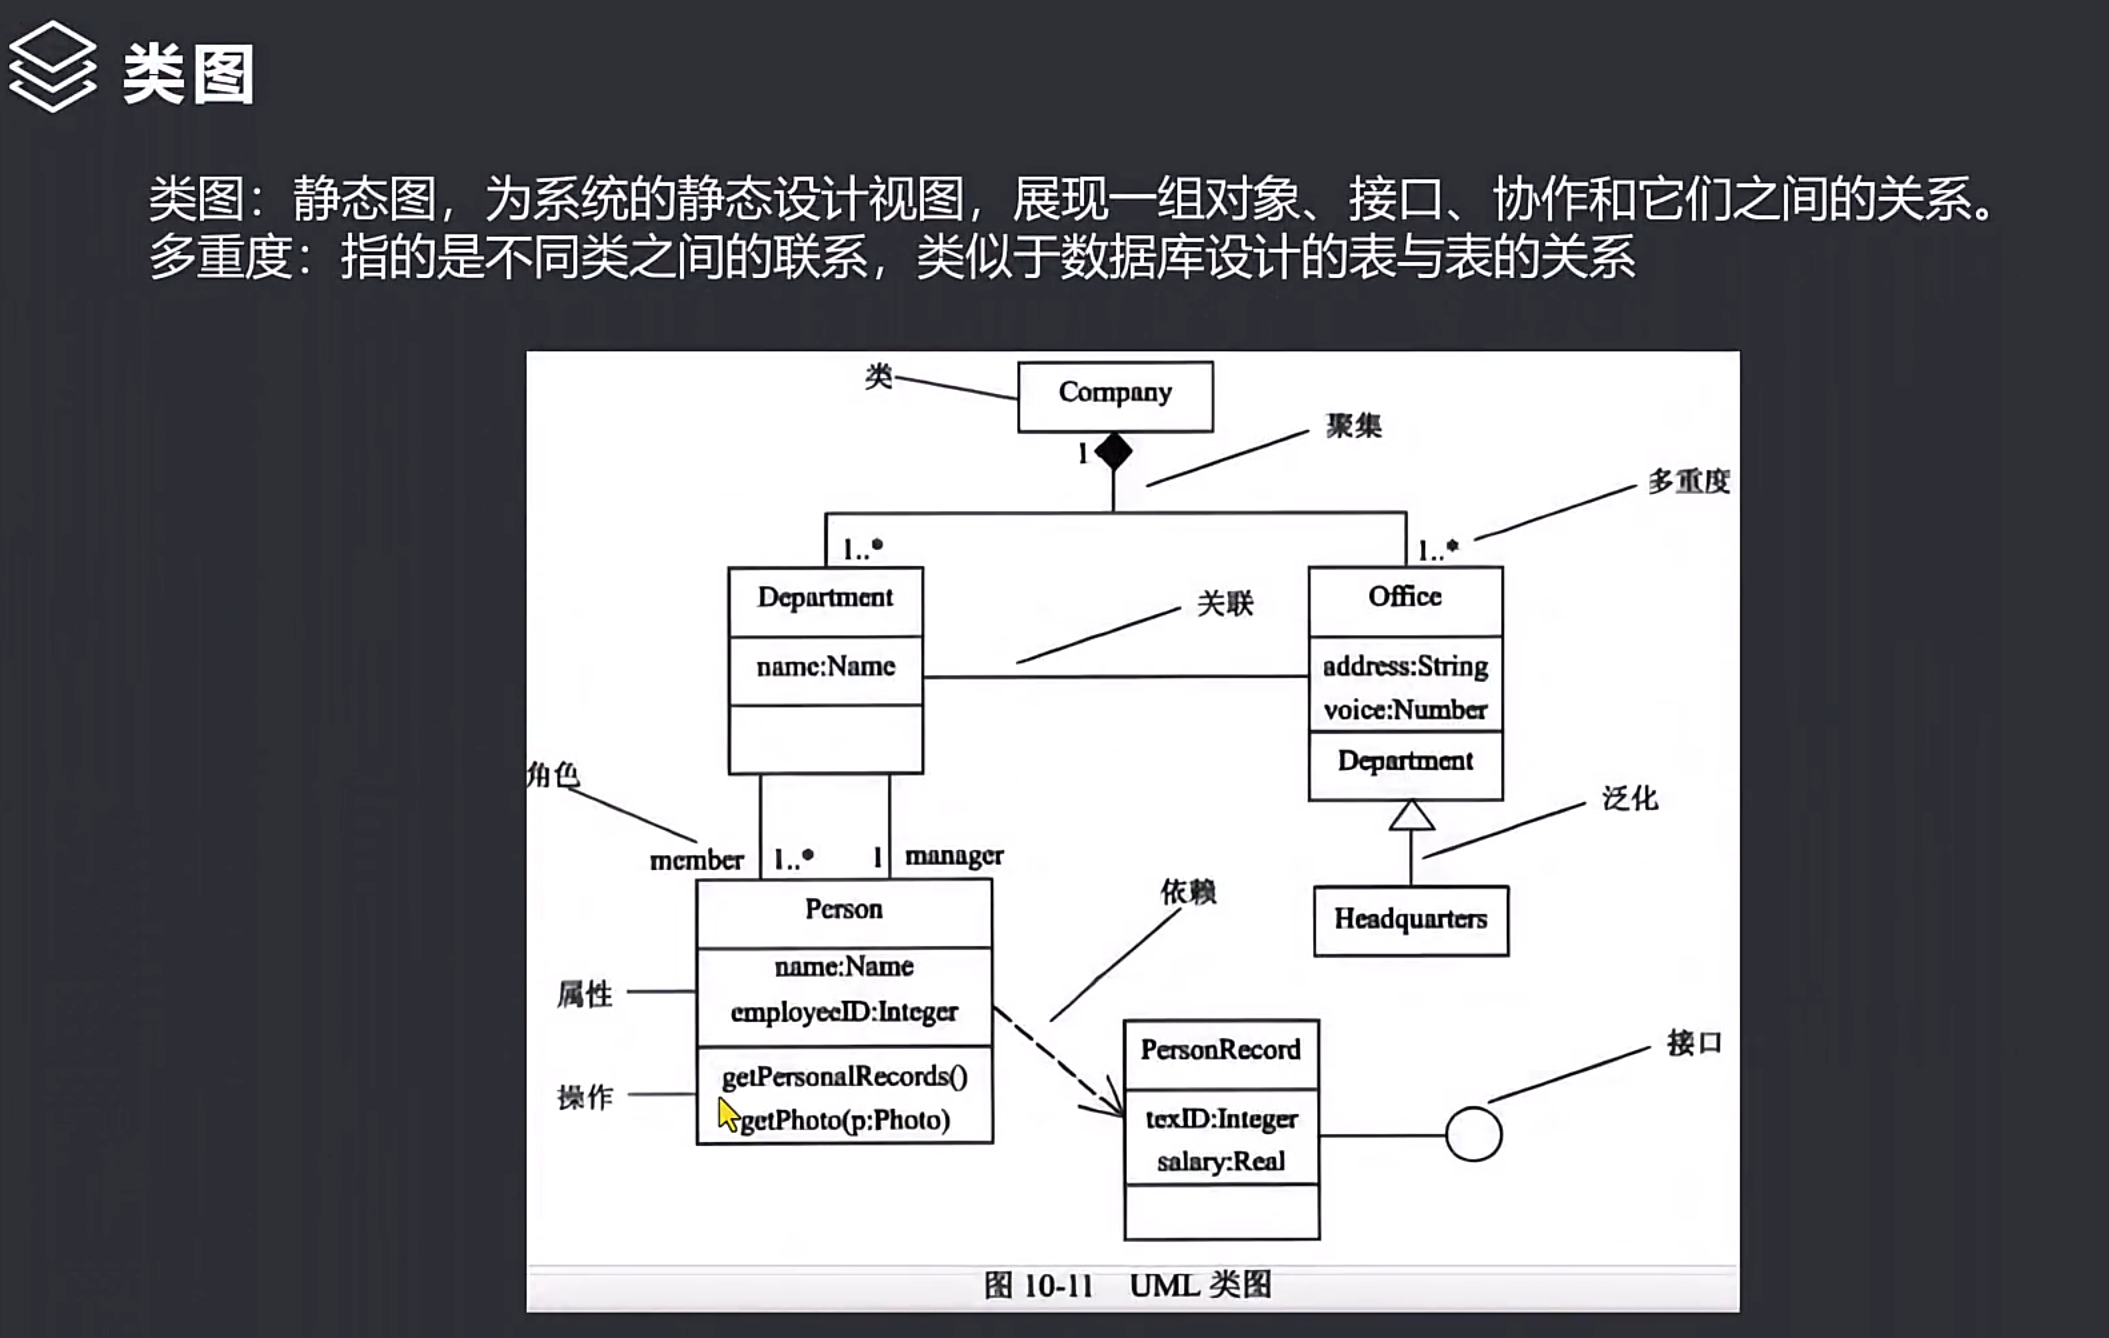 类图
类图：静态图，为系统的静态设计视图，展现一组对象、接口、协作和它们之间的关系。
多重度：指的是不同类之间的联系，类似于数据库设计的表与表的关系
类
Company
聚集
1
多重度
1..*
1..*
Department
Office
关联
name:Name
address:String
voice:Number
Department
角色
泛化
member
1..*
1
manager
依赖
Person
Headquarters
name:Name
属性
employeeID:Integer
接口
PersonRecord
getPersonalRecords()
操作
getPhoto(p:Photo)
texID:Integer
salary:Real
图 10-11 UML 类图